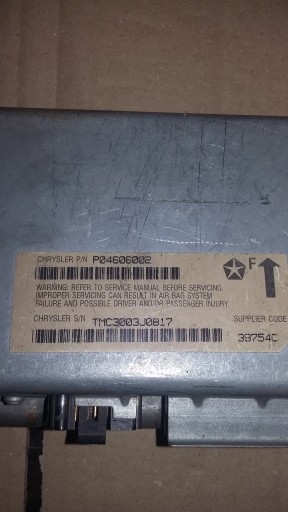 CHRYSLER P/N P04606002
F
WARNING: REFER TO SERVICE MANUAL BEFORE SERVICING.
IMPROPER SERVICING CAN RESULT IN AIR BAG SYSTEM
FAILURE AND POSSIBLE DRIVER AND/OR PASSENGER INJURY.
CHRYSLER S/N TMC3003J0817
SUPPLIER CODE
39754C